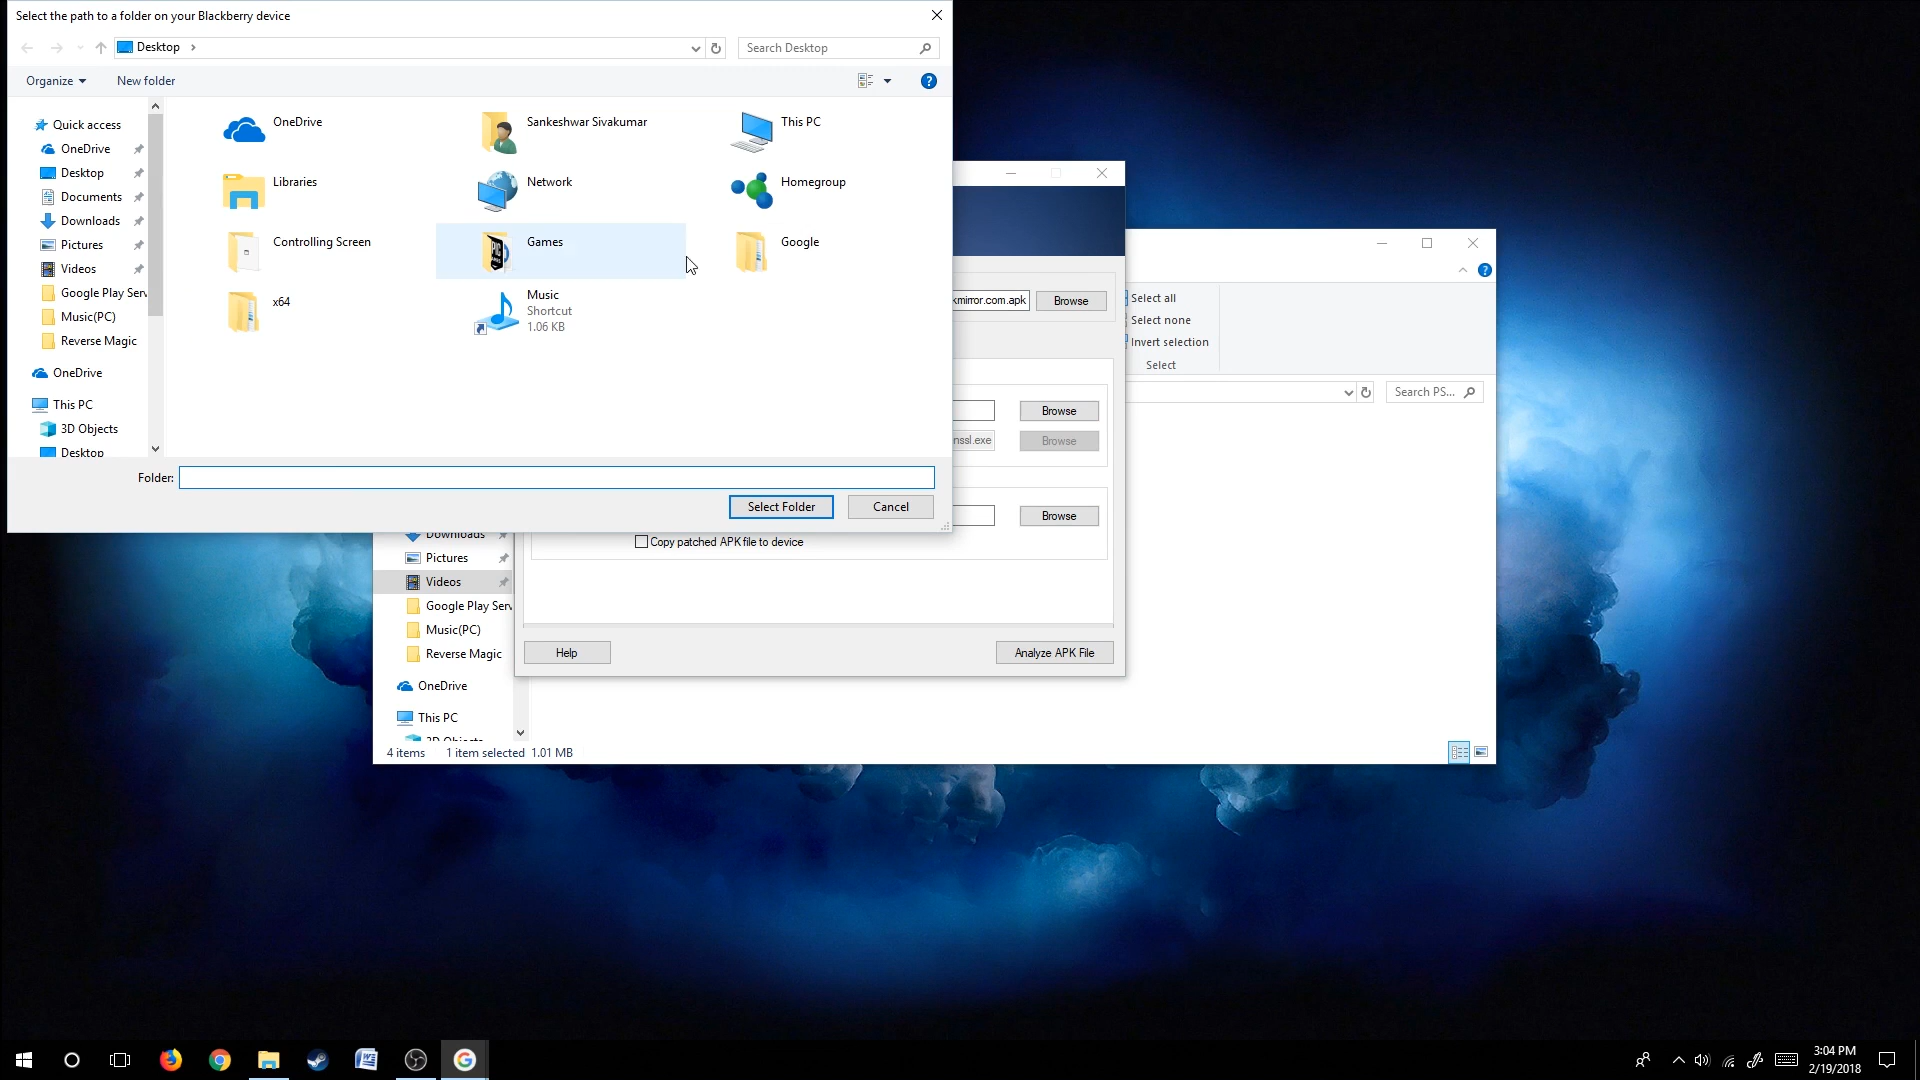 Select the path to a folder on your Blackberry device
Desktop
Search Desktop
Organize
New folder
Quick access
OneDrive
Desktop
Documents
Downloads
Pictures
Videos
Google Play Serv
Music(PC)
Reverse Magic
OneDrive
This PC
3D Objects
Desktop
OneDrive
Sankeshwar Sivakumar
This PC
Libraries
Network
Homegroup
Controlling Screen
Games
Google
x64
Music
Shortcut
1.06 KB
Folder:
Select Folder
Cancel
kmirror.com.apk
Browse
Browse
nssl.exe
Browse
Browse
Copy patched APK file to device
Help
Analyze APK File
Select all
Select none
Invert selection
Select
Search PS...
Downloads
Pictures
Videos
Google Play Serv
Music(PC)
Reverse Magic
OneDrive
This PC
3D Objects
4 items
1 item selected 1.01 MB
3:04 PM
2/19/2018